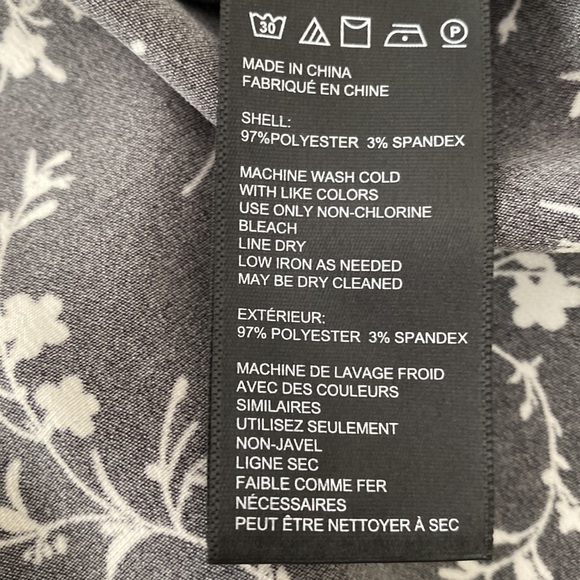 30 P
MADE IN CHINA
FABRIQUÉ EN CHINE
SHELL:
97%POLYESTER 3% SPANDEX
MACHINE WASH COLD
WITH LIKE COLORS
USE ONLY NON-CHLORINE
BLEACH
LINE DRY
LOW IRON AS NEEDED
MAY BE DRY CLEANED
EXTÉRIEUR:
97% POLYESTER 3% SPANDEX
MACHINE DE LAVAGE FROID
AVEC DES COULEURS
SIMILAIRES
UTILISEZ SEULEMENT
NON-JAVEL
LIGNE SEC
FAIBLE COMME FER
NÉCESSAIRES
PEUT ÊTRE NETTOYER À SEC